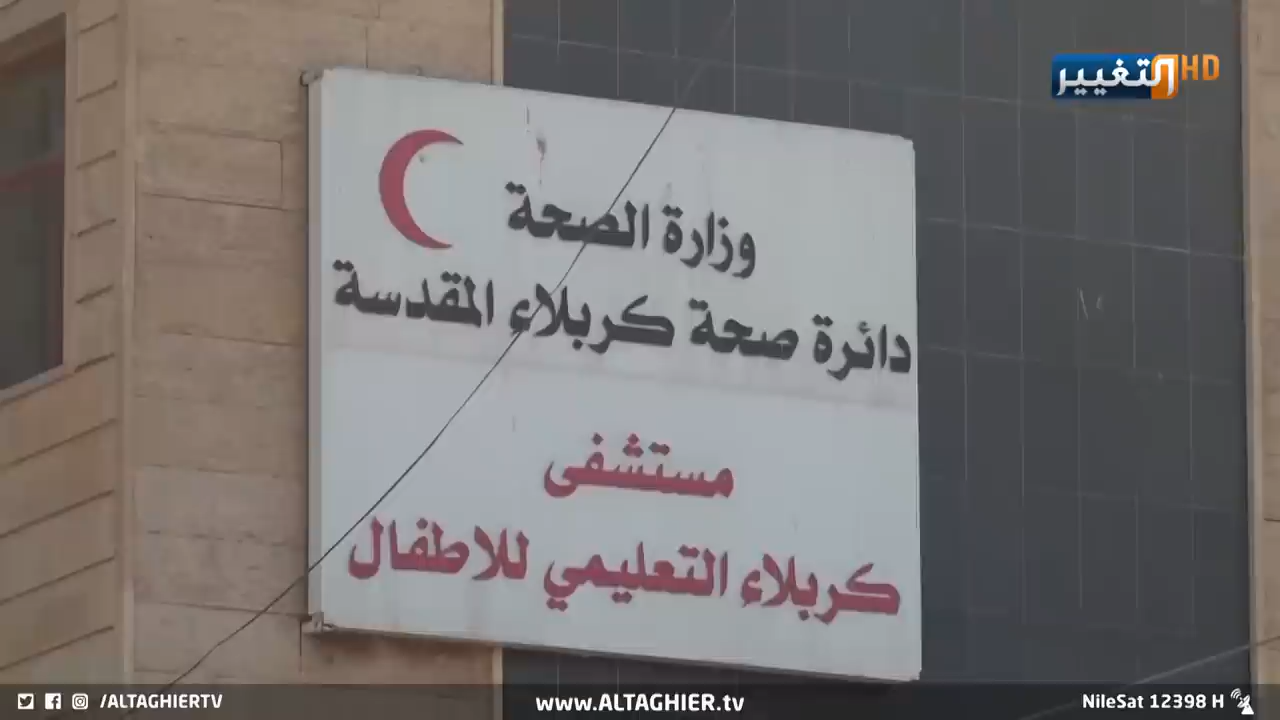 التغيير HD
وزارة الصحة
دائرة صحة كربلاء المقدسة
مستشفى
كربلاء التعليمي للاطفال
/ALTAGHIERTV
www.ALTAGHIER.tv
NileSat 12398 H